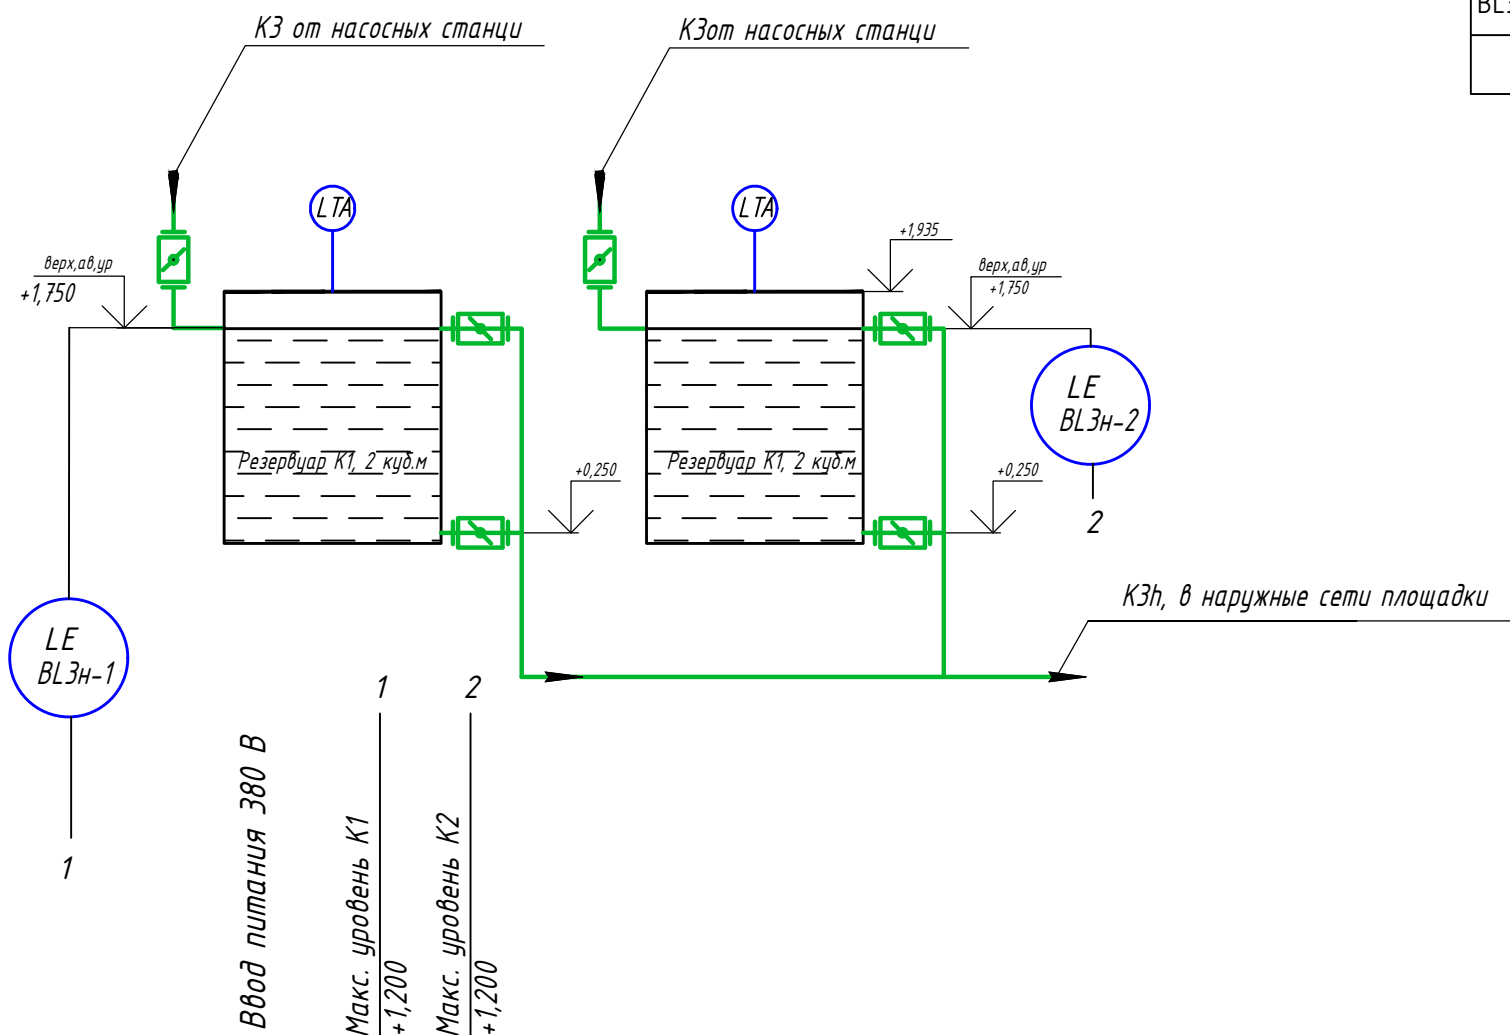 К3 от насосных станци
К3от насосных станци
BL3
LTA
LTA
+1,935
верх,ав,ур
+1,750
верх,ав,ур
+1,750
LE
BL3н-2
Резервуар К1, 2 куб.м
Резервуар К1, 2 куб.м
+0,250
+0,250
2
К3h, в наружные сети площадки
LE
BL3н-1
1
2
1
Ввод питания 380 В
Макс. уровень К1
+1,200
Макс. уровень К2
+1,200